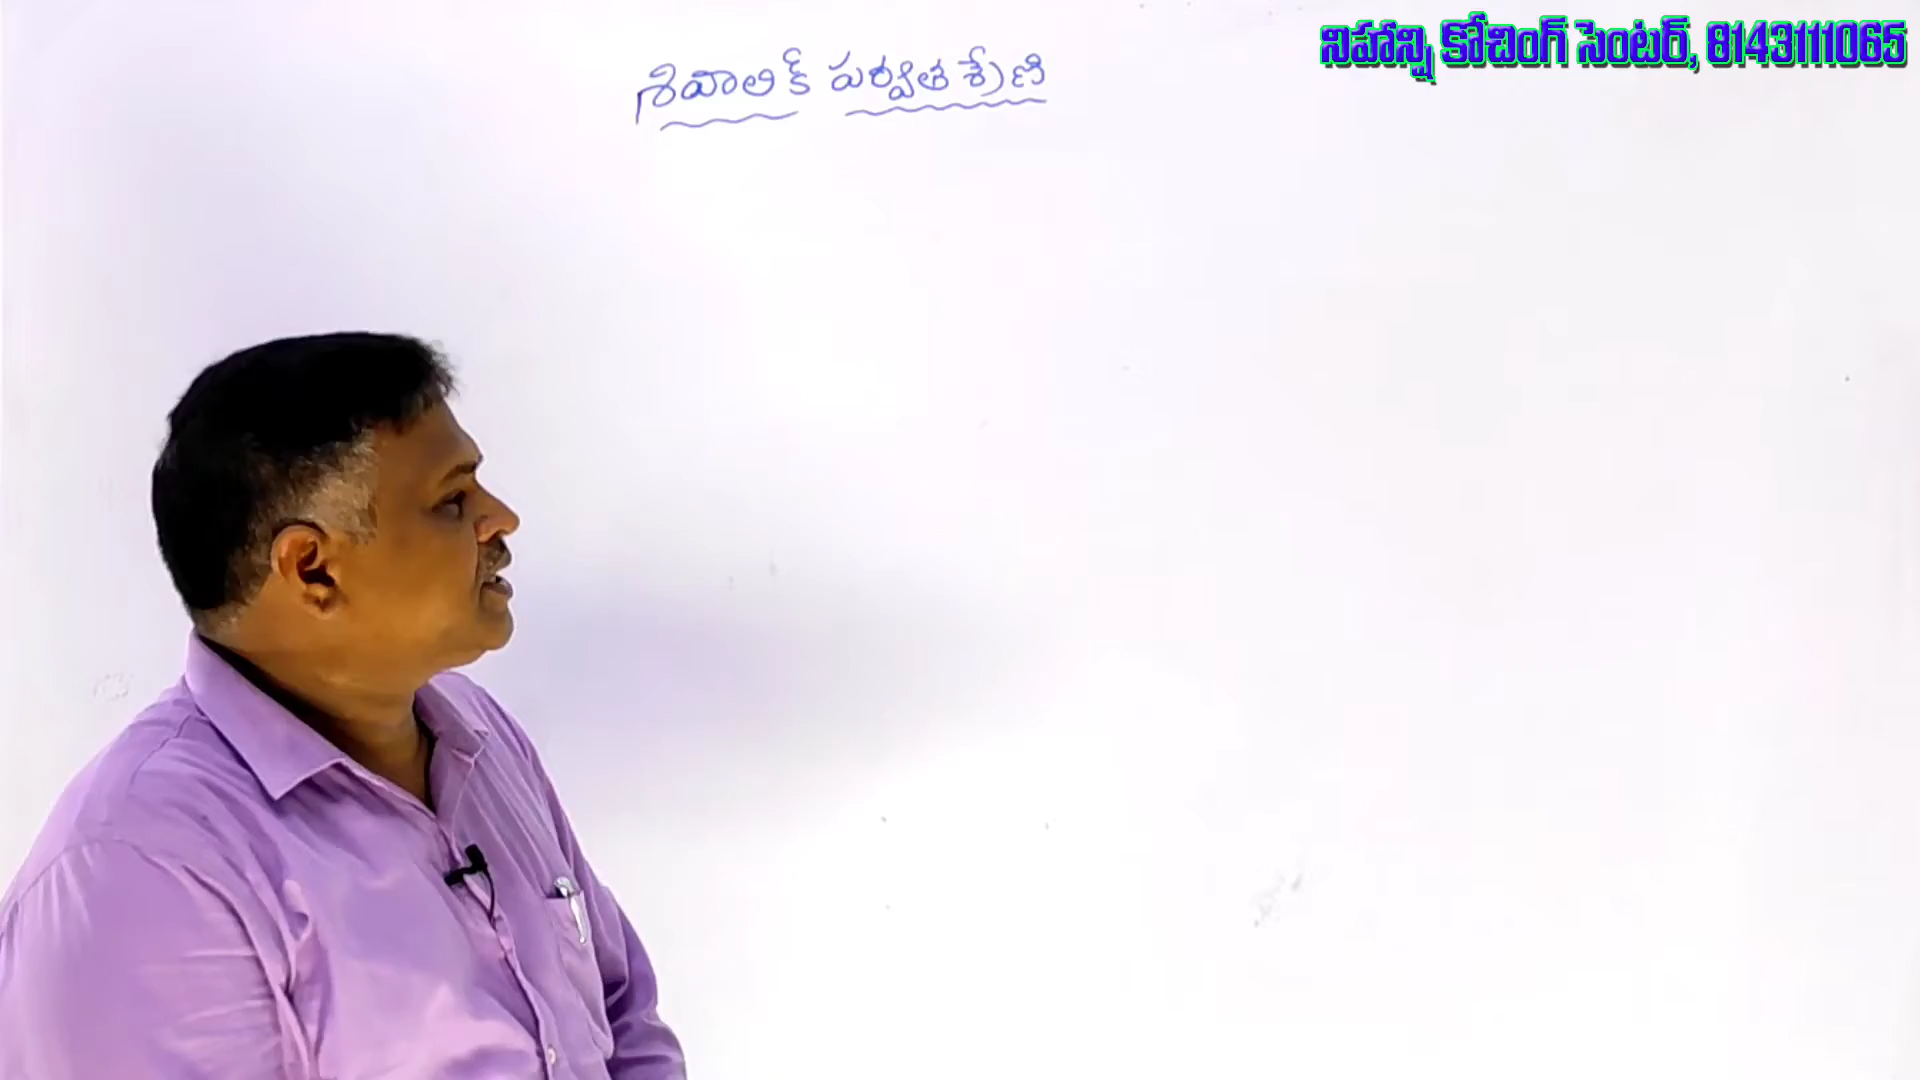 నిహాన్షి కోచింగ్ సెంటర్, 8143111065
శివాలిక్ పర్వత శ్రేణి